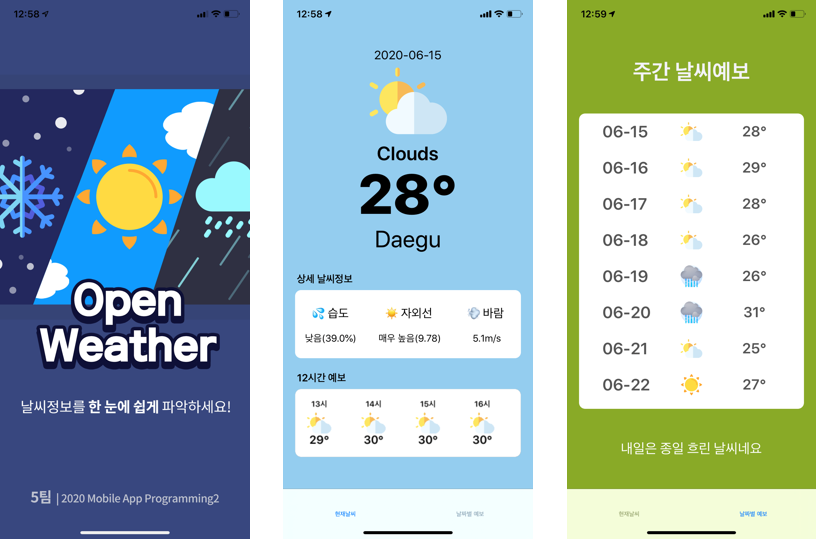 12:58
Open
Weather
날씨정보를 한 눈에 쉽게 파악하세요!
5팀 | 2020 Mobile App Programming2
12:58
2020-06-15
Clouds
28°
Daegu
상세 날씨정보
습도 자외선 바람
낮음(39.0%) 매우 높음(9.78) 5.1m/s
12시간 예보
13시 14시 15시 16시
29° 30° 30° 30°
현재날씨 날짜별 예보
12:59
주간 날씨예보
06-15 28°
06-16 29°
06-17 28°
06-18 26°
06-19 26°
06-20 31°
06-21 25°
06-22 27°
내일은 종일 흐린 날씨네요
현재날씨 날짜별 예보